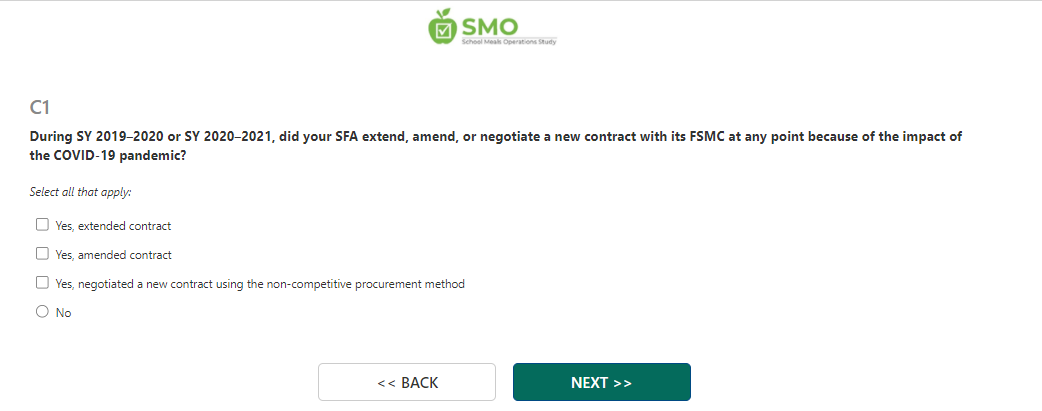 SMO
School Meals Operations Study
C1
During SY 2019–2020 or SY 2020–2021, did your SFA extend, amend, or negotiate a new contract with its FSMC at any point because of the impact of
the COVID-19 pandemic?
Select all that apply:
Yes, extended contract
Yes, amended contract
Yes, negotiated a new contract using the non-competitive procurement method
No
<< BACK
NEXT >>